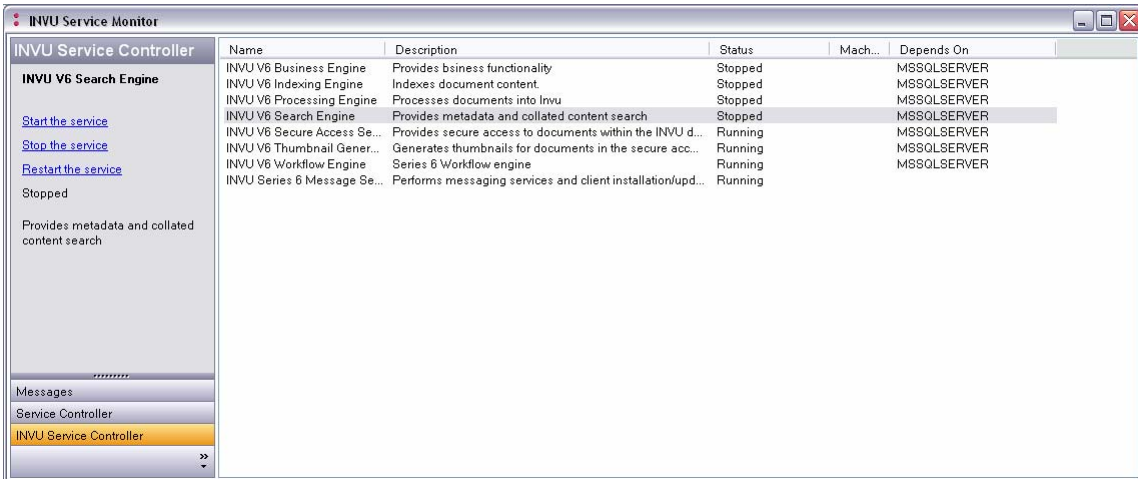 INVU Service Monitor
INVU Service Controller
INVU V6 Search Engine
Start the service
Stop the service
Restart the service
Stopped
Provides metadata and collated
content search
Messages
Service Controller
INVU Service Controller
Name Description Status Mach... Depends On
INVU V6 Business Engine Provides bsiness functionality Stopped MSSQLSERVER
INVU V6 Indexing Engine Indexes document content. Stopped MSSQLSERVER
INVU V6 Processing Engine Processes documents into Invu Stopped MSSQLSERVER
INVU V6 Search Engine Provides metadata and collated content search Stopped MSSQLSERVER
INVU V6 Secure Access Se... Provides secure access to documents within the INVU d... Running MSSQLSERVER
INVU V6 Thumbnail Gener... Generates thumbnails for documents in the secure acc... Running MSSQLSERVER
INVU V6 Workflow Engine Series 6 Workflow engine Running MSSQLSERVER
INVU Series 6 Message Se... Performs messaging services and client installation/upd... Running